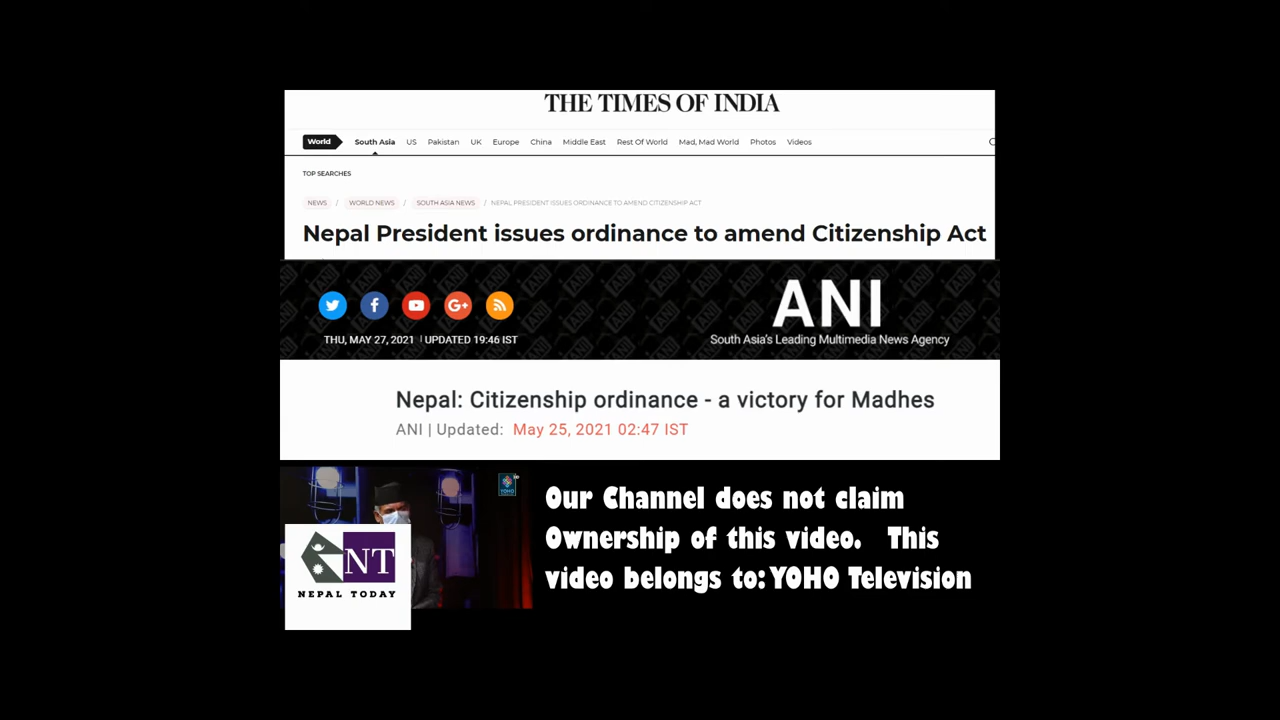 THE TIMES OF INDIA
World South Asia US Pakistan UK Europe China Middle East Rest Of World Mad, Mad World Photos Videos
TOP SEARCHES
NEWS / WORLD NEWS / SOUTH ASIA NEWS / NEPAL PRESIDENT ISSUES ORDINANCE TO AMEND CITIZENSHIP ACT
Nepal President issues ordinance to amend Citizenship Act
ANI
South Asia's Leading Multimedia News Agency
THU, MAY 27, 2021 | UPDATED 19:46 IST
Nepal: Citizenship ordinance - a victory for Madhes
ANI | Updated: May 25, 2021 02:47 IST
YOHO
NT
NEPAL TODAY
Our Channel does not claim
Ownership of this video. This
video belongs to: YOHO Television